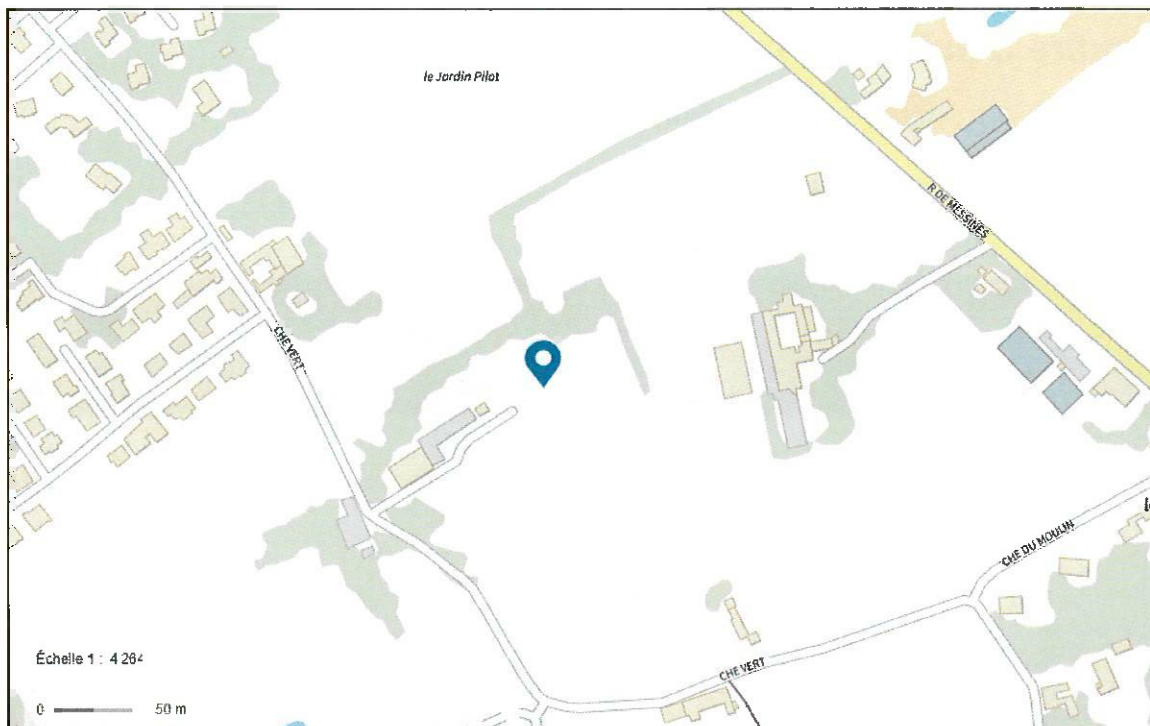 le Jardin Pilot
R DE MESSINES
CHE VERT
CHE DU MOULIN
CHE VERT
Échelle 1 : 4 264
0 50 m